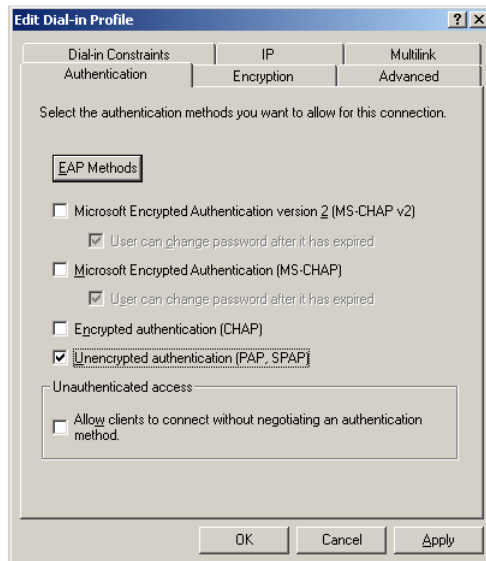 Edit Dial-in Profile
Dial-in Constraints IP Multilink
Authentication Encryption Advanced
Select the authentication methods you want to allow for this connection.
EAP Methods
Microsoft Encrypted Authentication version 2 (MS-CHAP v2)
User can change password after it has expired
Microsoft Encrypted Authentication (MS-CHAP)
User can change password after it has expired
Encrypted authentication (CHAP)
Unencrypted authentication (PAP, SPAP)
Unauthenticated access
Allow clients to connect without negotiating an authentication
method.
OK Cancel Apply